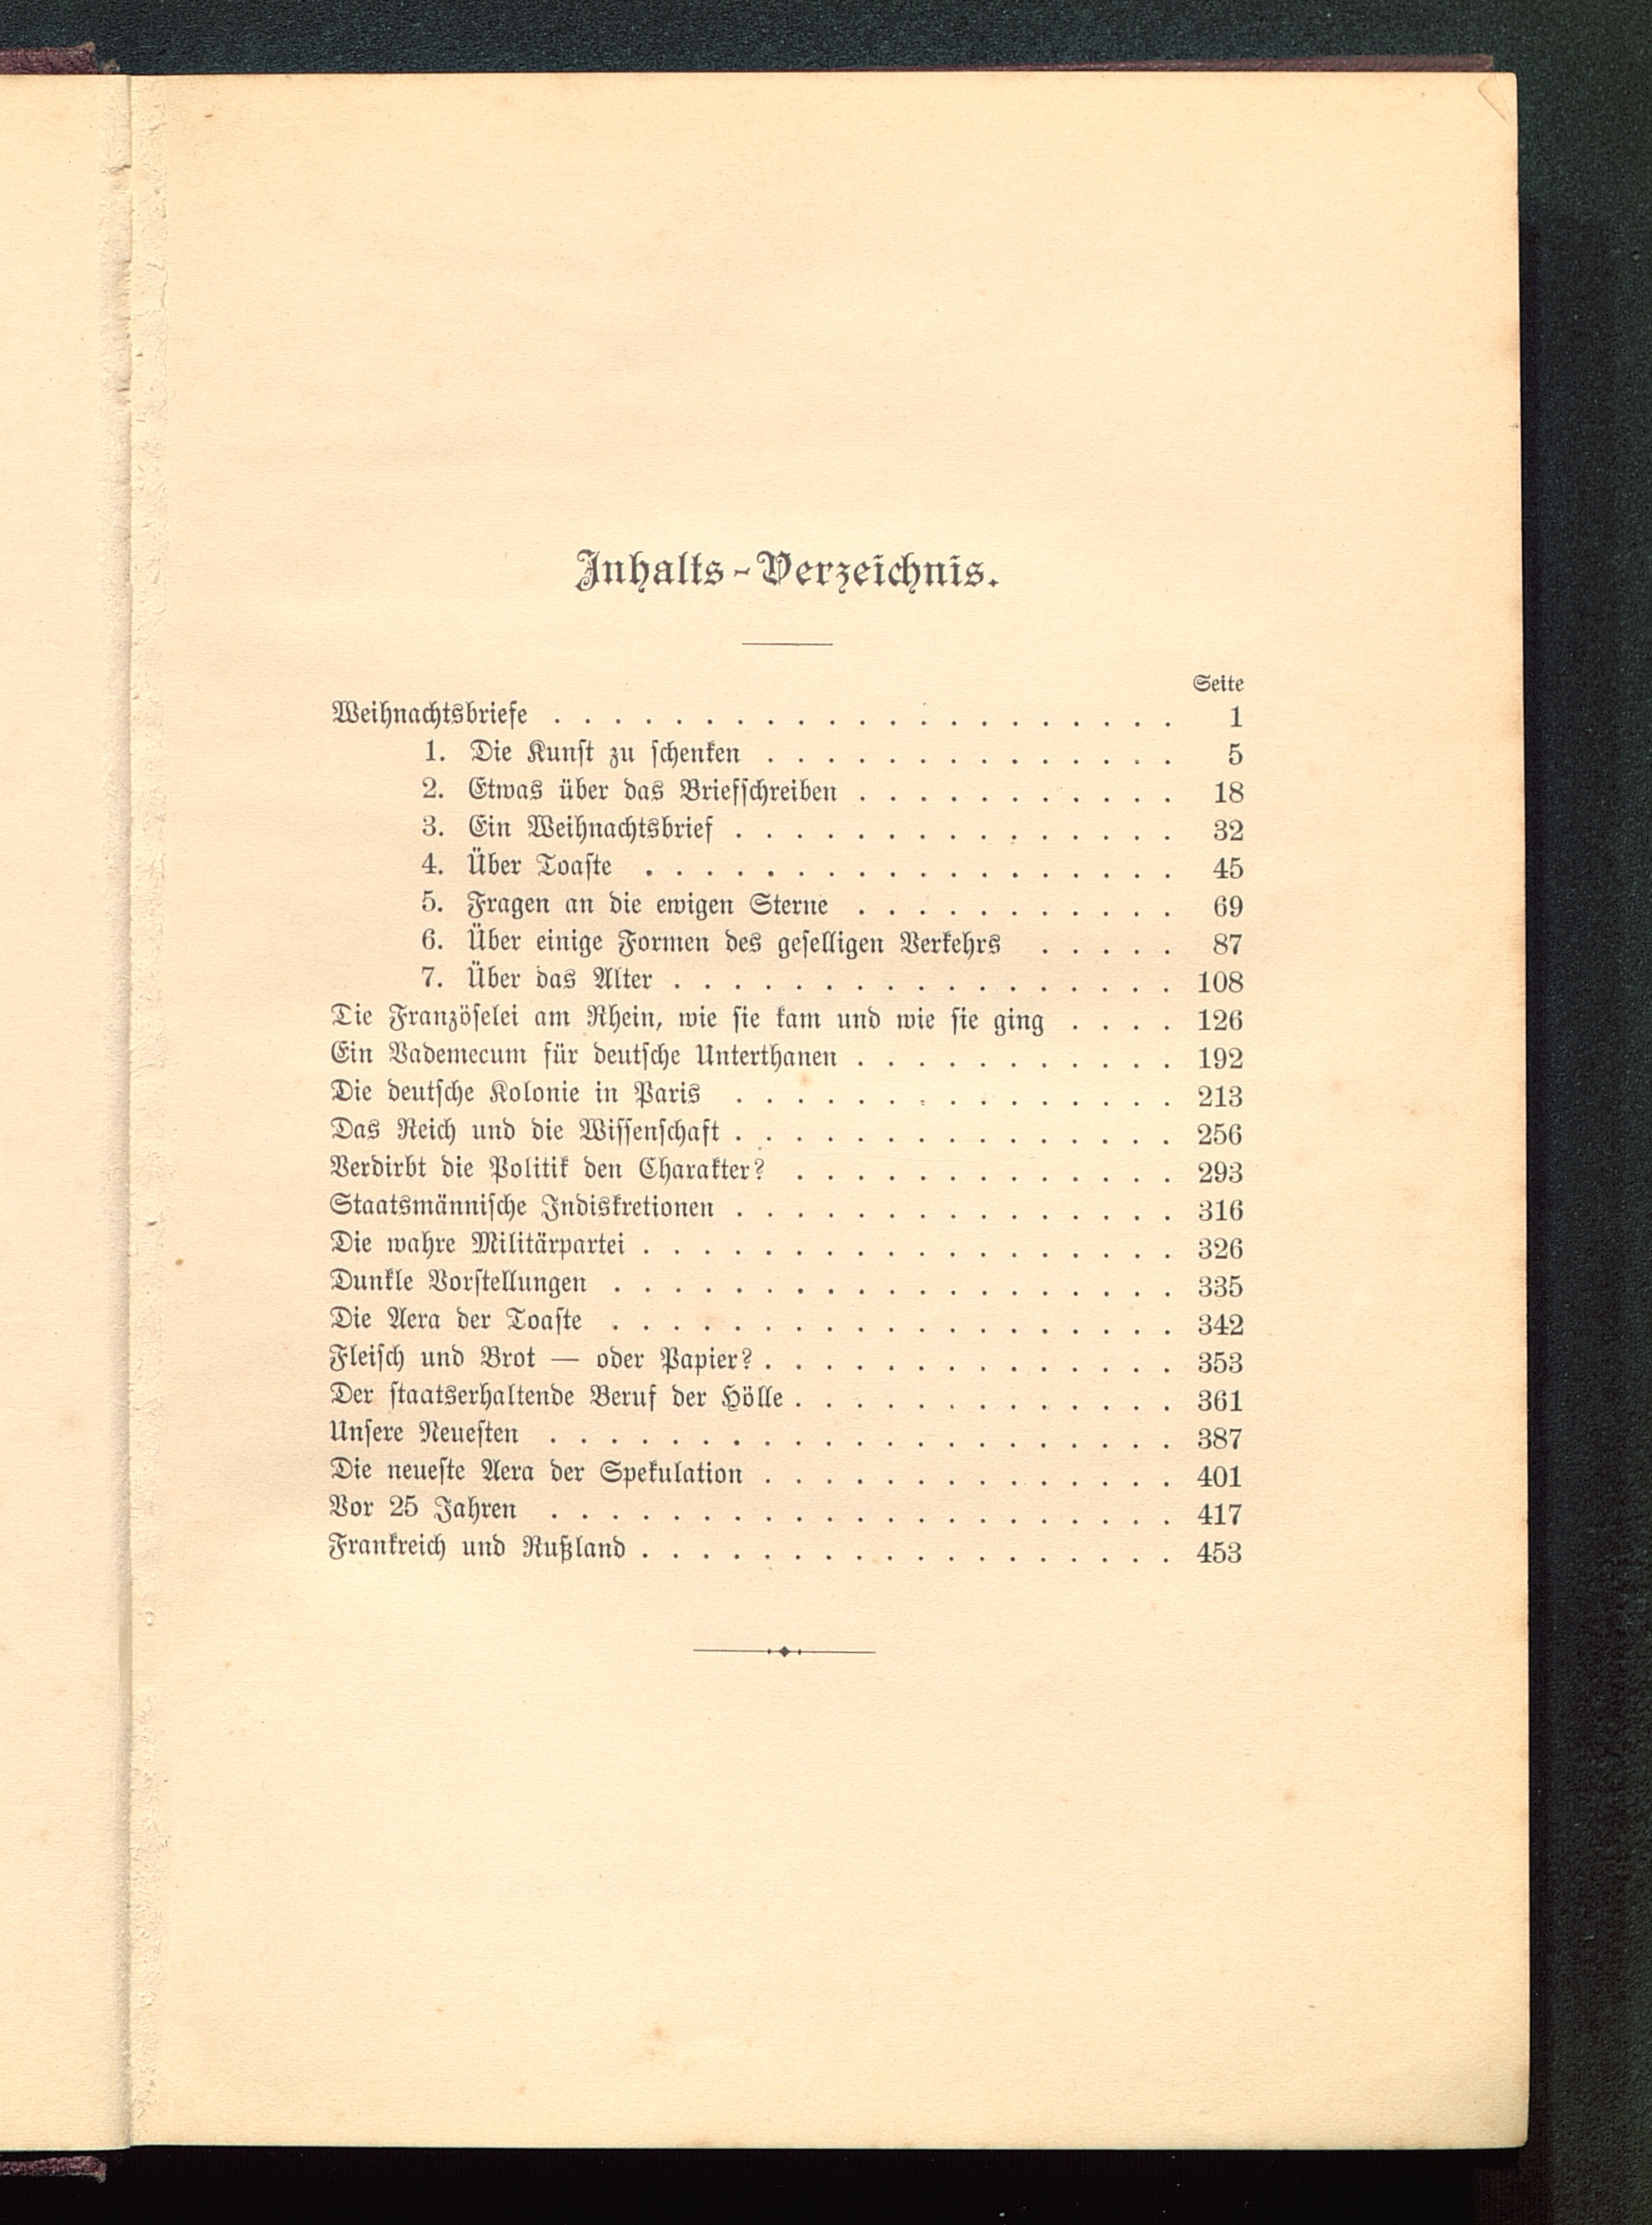 Inhalts-Verzeichnis.
Seite
Weihnachtsbriefe . . . . . . . . . . . . . . . . . . . . . 1
1. Die Kunst zu schenken . . . . . . . . . . . . . . 5
2. Etwas über das Briefschreiben . . . . . . . . . . . 18
3. Ein Weihnachtsbrief . . . . . . . . . . . . . . . 32
4. Über Toaste . . . . . . . . . . . . . . . . . . 45
5. Fragen an die ewigen Sterne . . . . . . . . . . . 69
6. Über einige Formen des geselligen Verkehrs . . . . . 87
7. Über das Alter . . . . . . . . . . . . . . . . . 108
Die Französelei am Rhein, wie sie kam und wie sie ging . . . . 126
Ein Vademecum für deutsche Unterthanen . . . . . . . . . . . 192
Die deutsche Kolonie in Paris . . . . . . . . . . . . . . . 213
Das Reich und die Wissenschaft . . . . . . . . . . . . . . . 256
Verdirbt die Politik den Charakter? . . . . . . . . . . . . . 293
Staatsmännische Indiskretionen . . . . . . . . . . . . . . . 316
Die wahre Militärpartei . . . . . . . . . . . . . . . . . . 326
Dunkle Vorstellungen . . . . . . . . . . . . . . . . . . . 335
Die Aera der Toaste . . . . . . . . . . . . . . . . . . . 342
Fleisch und Brot — oder Papier? . . . . . . . . . . . . . . 353
Der staatserhaltende Beruf der Hölle . . . . . . . . . . . . . 361
Unsere Neuesten . . . . . . . . . . . . . . . . . . . . . 387
Die neueste Aera der Spekulation . . . . . . . . . . . . . . 401
Vor 25 Jahren . . . . . . . . . . . . . . . . . . . . . 417
Frankreich und Rußland . . . . . . . . . . . . . . . . . . 453